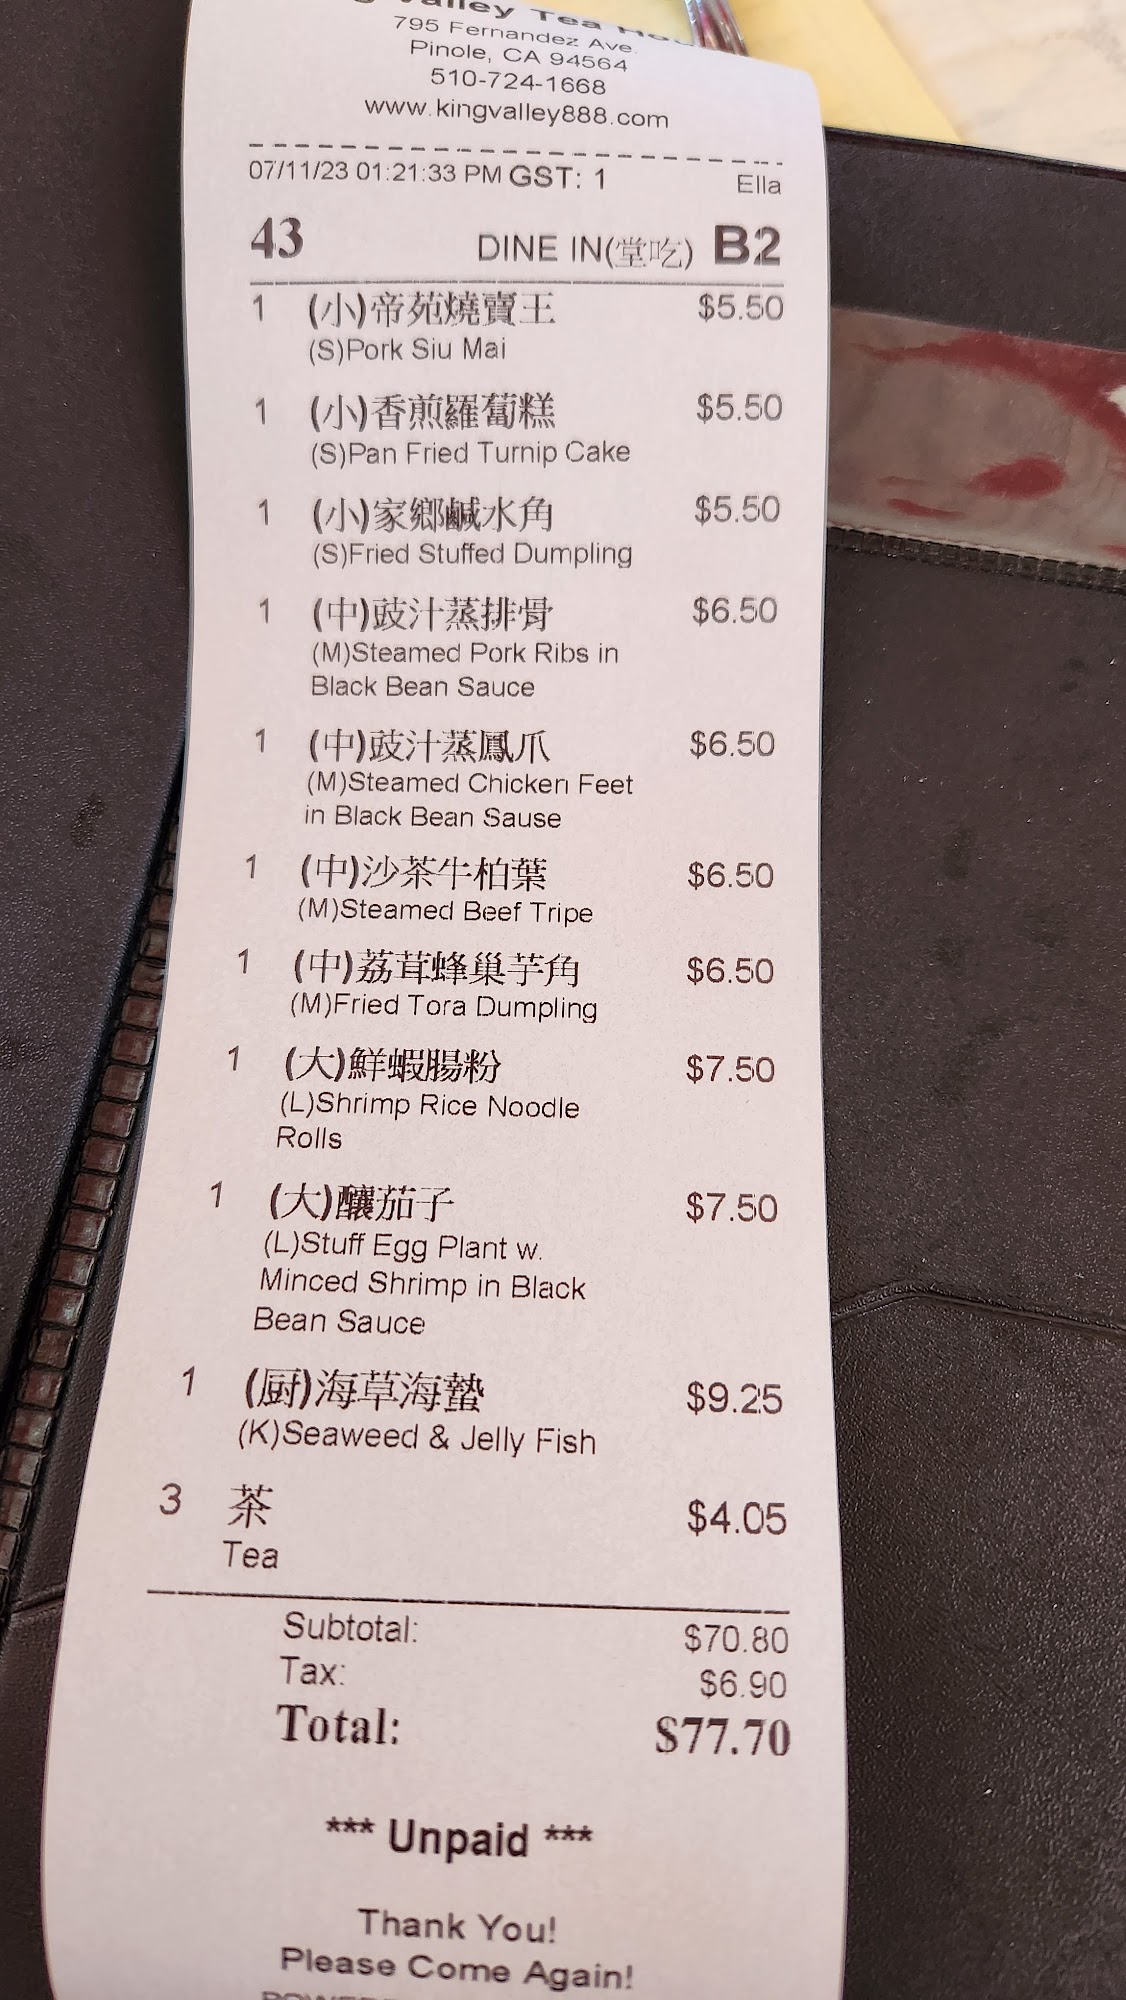 Valley Tea
795 Fernandez Ave.
Pinole, CA 94564
510-724-1668
www.kingvalley888.com
07/11/23 01:21:33 PM GST: 1 Ella
43 DINE IN(堂吃) B2
1 (小)帝苑燒賣王 $5.50
(S)Pork Siu Mai
1 (小)香煎羅蔔糕 $5.50
(S)Pan Fried Turnip Cake
1 (小)家鄉鹹水角 $5.50
(S)Fried Stuffed Dumpling
1 (中)豉汁蒸排骨 $6.50
(M)Steamed Pork Ribs in
Black Bean Sauce
1 (中)豉汁蒸鳳爪 $6.50
(M)Steamed Chicken Feet
in Black Bean Sause
1 (中)沙茶牛柏葉 $6.50
(M)Steamed Beef Tripe
1 (中)荔茸蜂巢芋角 $6.50
(M)Fried Tora Dumpling
1 (大)鮮蝦腸粉 $7.50
(L)Shrimp Rice Noodle
Rolls
1 (大)釀茄子 $7.50
(L)Stuff Egg Plant w.
Minced Shrimp in Black
Bean Sauce
1 (厨)海草海蟄 $9.25
(K)Seaweed & Jelly Fish
3 茶 $4.05
Tea
Subtotal: $70.80
Tax: $6.90
Total: $77.70
*** Unpaid ***
Thank You!
Please Come Again!